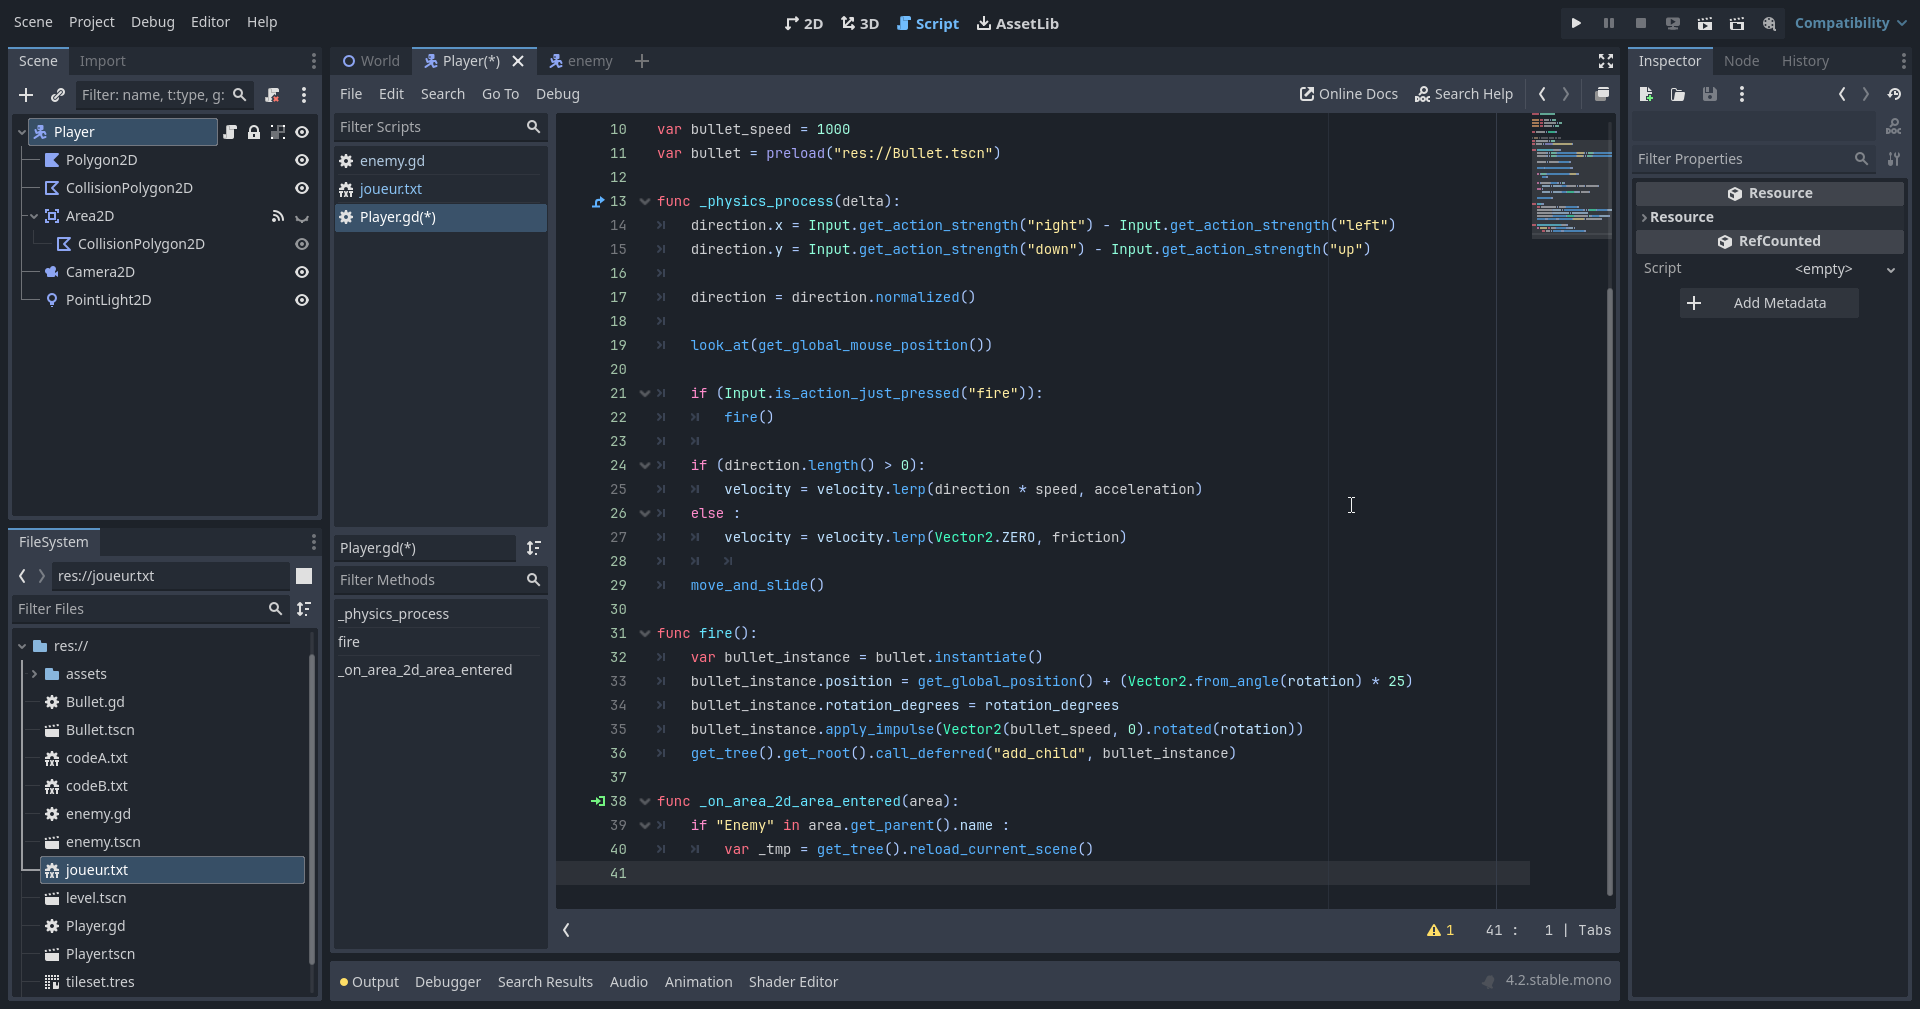 Scene Project Debug Editor Help
2D 3D Script AssetLib
Compatibility
Scene Import
Filter: name, t:type, g:
Player
Polygon2D
CollisionPolygon2D
Area2D
CollisionPolygon2D
Camera2D
PointLight2D
FileSystem
res://joueur.txt
Filter Files
res://
assets
Bullet.gd
Bullet.tscn
codeA.txt
codeB.txt
enemy.gd
enemy.tscn
joueur.txt
level.tscn
Player.gd
Player.tscn
tileset.tres
World Player(*) enemy
File Edit Search Go To Debug
Online Docs Search Help
Filter Scripts
enemy.gd
joueur.txt
Player.gd(*)
Player.gd(*)
Filter Methods
_physics_process
fire
_on_area_2d_area_entered
10 var bullet_speed = 1000
11 var bullet = preload("res://Bullet.tscn")
12
13 func _physics_process(delta):
14 direction.x = Input.get_action_strength("right") - Input.get_action_strength("left")
15 direction.y = Input.get_action_strength("down") - Input.get_action_strength("up")
16
17 direction = direction.normalized()
18
19 look_at(get_global_mouse_position())
20
21 if (Input.is_action_just_pressed("fire")):
22 fire()
23
24 if (direction.length() > 0):
25 velocity = velocity.lerp(direction * speed, acceleration)
26 else :
27 velocity = velocity.lerp(Vector2.ZERO, friction)
28
29 move_and_slide()
30
31 func fire():
32 var bullet_instance = bullet.instantiate()
33 bullet_instance.position = get_global_position() + (Vector2.from_angle(rotation) * 25)
34 bullet_instance.rotation_degrees = rotation_degrees
35 bullet_instance.apply_impulse(Vector2(bullet_speed, 0).rotated(rotation))
36 get_tree().get_root().call_deferred("add_child", bullet_instance)
37
38 func _on_area_2d_area_entered(area):
39 if "Enemy" in area.get_parent().name :
40 var _tmp = get_tree().reload_current_scene()
41
1 41 : 1 | Tabs
Output Debugger Search Results Audio Animation Shader Editor
4.2.stable.mono
Inspector Node History
Filter Properties
Resource
Resource
RefCounted
Script <empty>
Add Metadata